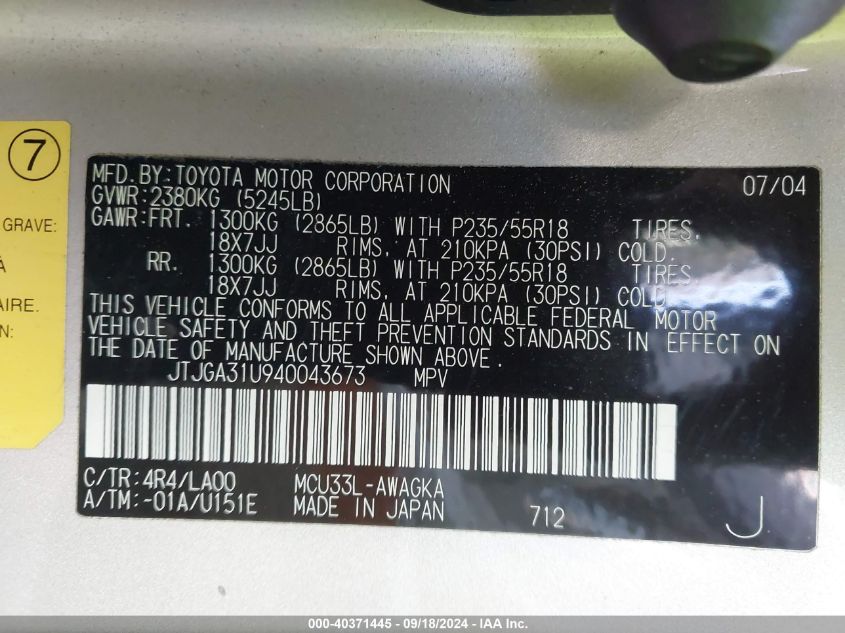 7
GRAVE:
A
AIRE.
N:
MFD.BY:TOYOTA MOTOR CORPORATION 07/04
GVWR:2380KG (5245LB)
GAWR:FRT. 1300KG (2865LB) WITH P235/55R18 TIRES,
18X7JJ RIMS, AT 210KPA (30PSI) COLD.
RR. 1300KG (2865LB) WITH P235/55R18 TIRES,
18X7JJ RIMS, AT 210KPA (30PSI) COLD.
THIS VEHICLE CONFORMS TO ALL APPLICABLE FEDERAL MOTOR
VEHICLE SAFETY AND THEFT PREVENTION STANDARDS IN EFFECT ON
THE DATE OF MANUFACTURE SHOWN ABOVE.
JTJGA31U940043673 MPV
C/TR:4R4/LA00 MCU33L-AWAGKA
A/TM:-01A/U151E MADE IN JAPAN 712 J
000-40371445 - 09/18/2024 - IAA Inc.